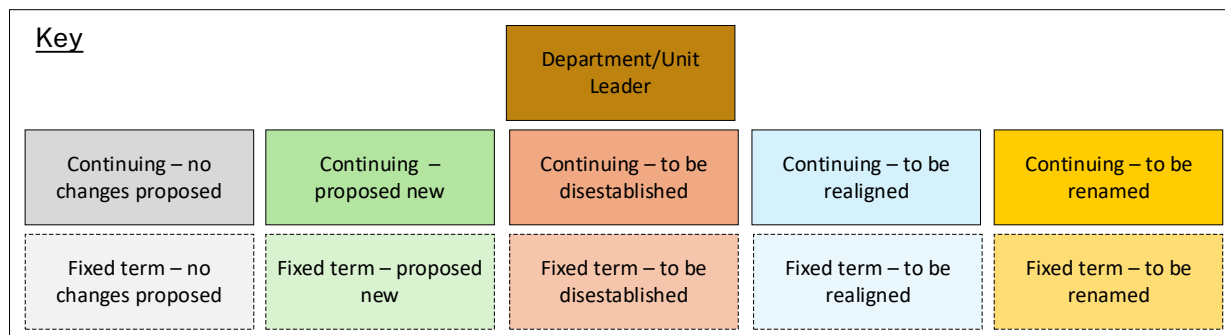 Key
Department/Unit
Leader
Continuing – no
changes proposed
Continuing –
proposed new
Continuing – to be
disestablished
Continuing – to be
realigned
Continuing – to be
renamed
Fixed term – no
changes proposed
Fixed term – proposed
new
Fixed term – to be
disestablished
Fixed term – to be
realigned
Fixed term – to be
renamed